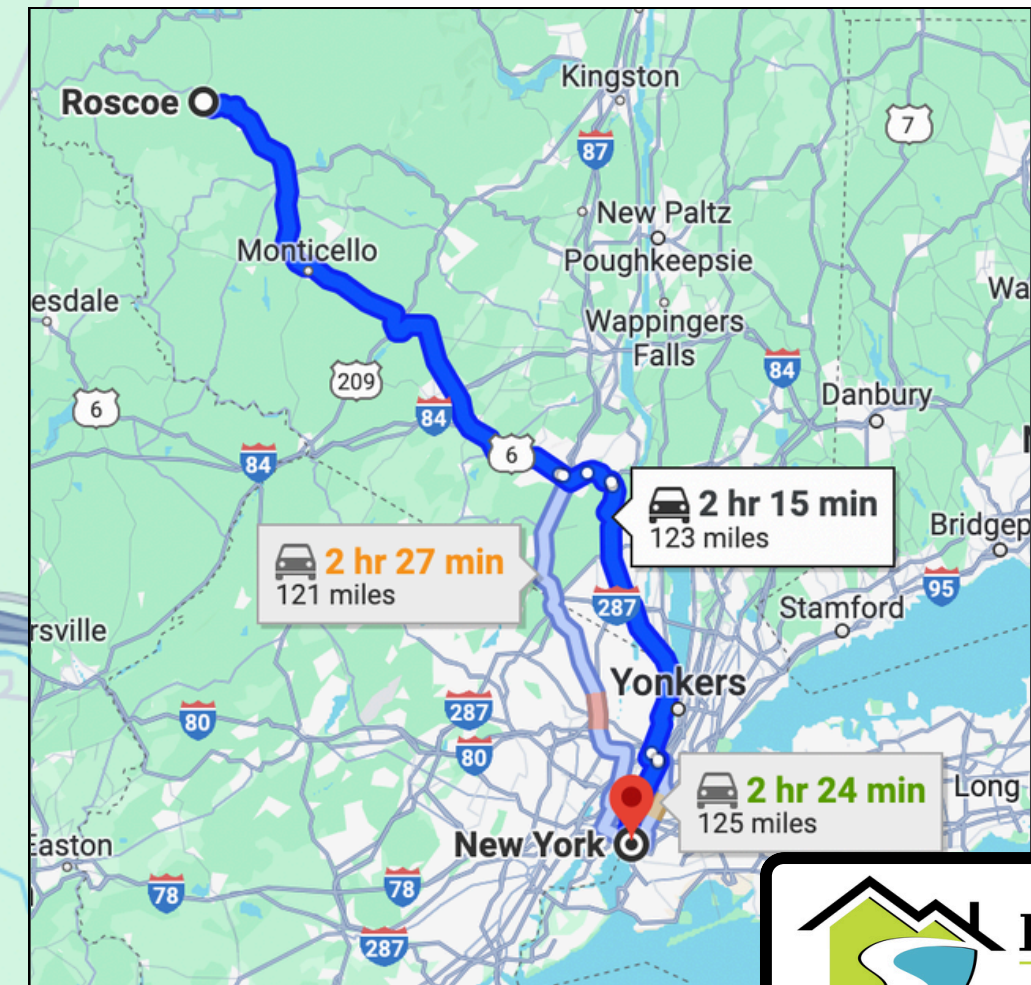 Kingston
Roscoe
7
87
New Paltz
Monticello
Poughkeepsie
esdale
Wa
Wappingers
Falls
84
209
6
Danbury
84
6
84
2 hr 15 min
123 miles
Bridgep
2 hr 27 min
121 miles
95
287
Stamford
rsville
Yonkers
287
80
80
2 hr 24 min
125 miles
Long
New York
Easton
78
78
287